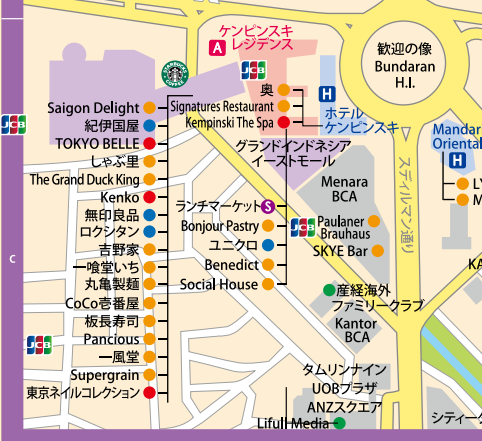 ケンピンスキ
A レジデンス
歓迎の像
Bundaran
H.I.
JCB
奥
Signatures Restaurant
Kempinski The Spa
H
ホテル
ケンピンスキ
グランドインドネシア
イーストモール
Saigon Delight
紀伊国屋
JCB
TOKYO BELLE
しゃぶ里
The Grand Duck King
Kenko
無印良品
ロクシタン
吉野家
一喰堂いち
丸亀製麺
CoCo壱番屋
板長寿司
JCB
Pancious
一風堂
Supergrain
東京ネイルコレクション
ランチマーケット S
Bonjour Pastry
ユニクロ
Benedict
Social House
JCB
Menara
BCA
Paulaner
Brauhaus
SKYE Bar
スディルマン通り
Mandar
Oriental
H
LY
M
産経海外
ファミリークラブ
Kantor
BCA
KA
タムリンナイン
UOBプラザ
ANZスクエア
Lifull Media
シティー
C